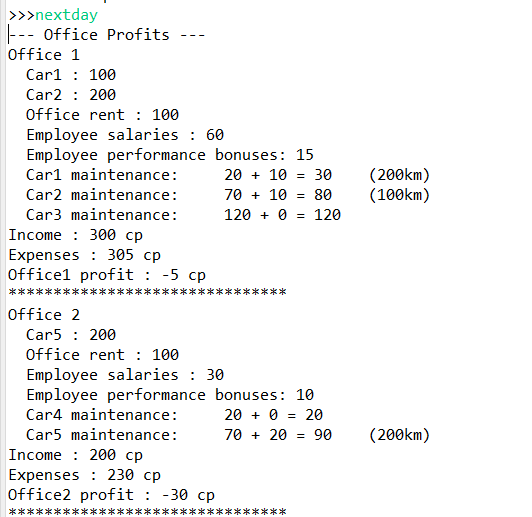 >>>nextday
--- Office Profits ---
Office 1
  Car1 : 100
  Car2 : 200
  Office rent : 100
  Employee salaries : 60
  Employee performance bonuses: 15
  Car1 maintenance:     20 + 10 = 30    (200km)
  Car2 maintenance:     70 + 10 = 80    (100km)
  Car3 maintenance:     120 + 0 = 120
Income : 300 cp
Expenses : 305 cp
Office1 profit : -5 cp
*******************************
Office 2
  Car5 : 200
  Office rent : 100
  Employee salaries : 30
  Employee performance bonuses: 10
  Car4 maintenance:     20 + 0 = 20
  Car5 maintenance:     70 + 20 = 90    (200km)
Income : 200 cp
Expenses : 230 cp
Office2 profit : -30 cp
*******************************